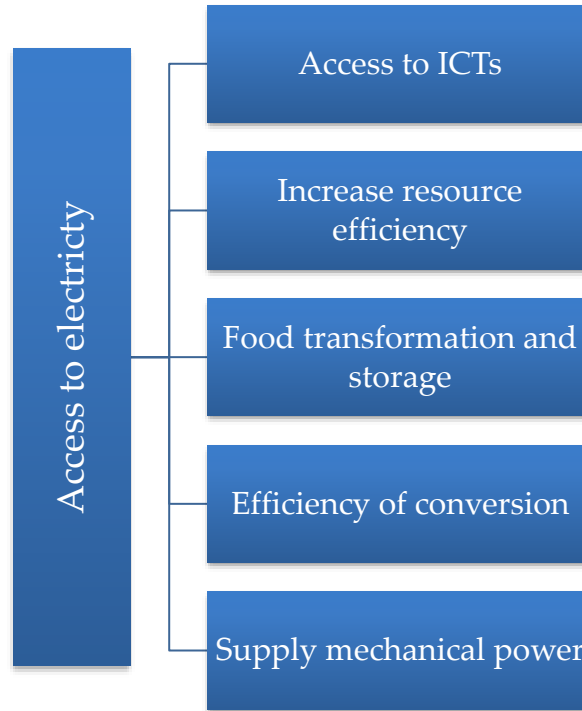 Access to electricty
Access to ICTs
Increase resource
efficiency
Food transformation and
storage
Efficiency of conversion
Supply mechanical power